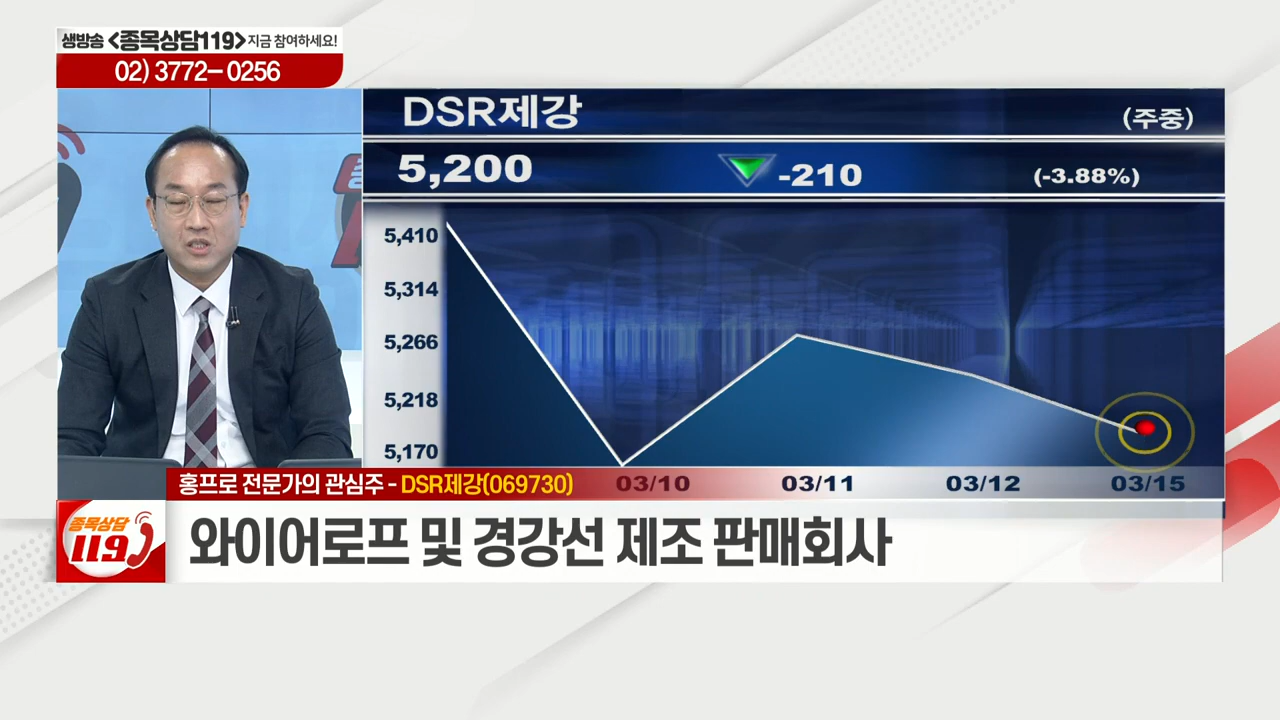 생방송 <종목상담119> 지금 참여하세요!
02) 3772-0256
DSR제강
(주중)
5,200 -210 (-3.88%)
5,410
5,314
5,266
5,218
5,170
03/10 03/11 03/12 03/15
홍프로 전문가의 관심주 - DSR제강(069730)
종목상담
119
와이어로프 및 경강선 제조 판매회사